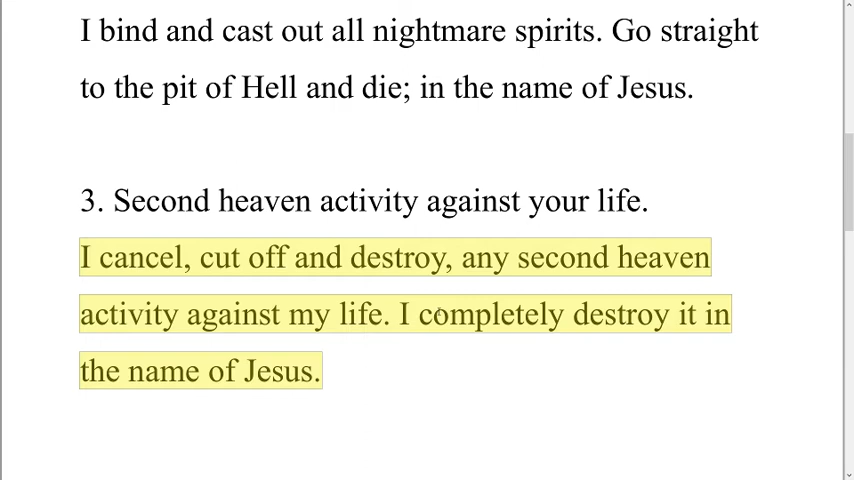 I bind and cast out all nightmare spirits. Go straight
to the pit of Hell and die; in the name of Jesus.
3. Second heaven activity against your life.
I cancel, cut off and destroy, any second heaven
activity against my life. I completely destroy it in
the name of Jesus.